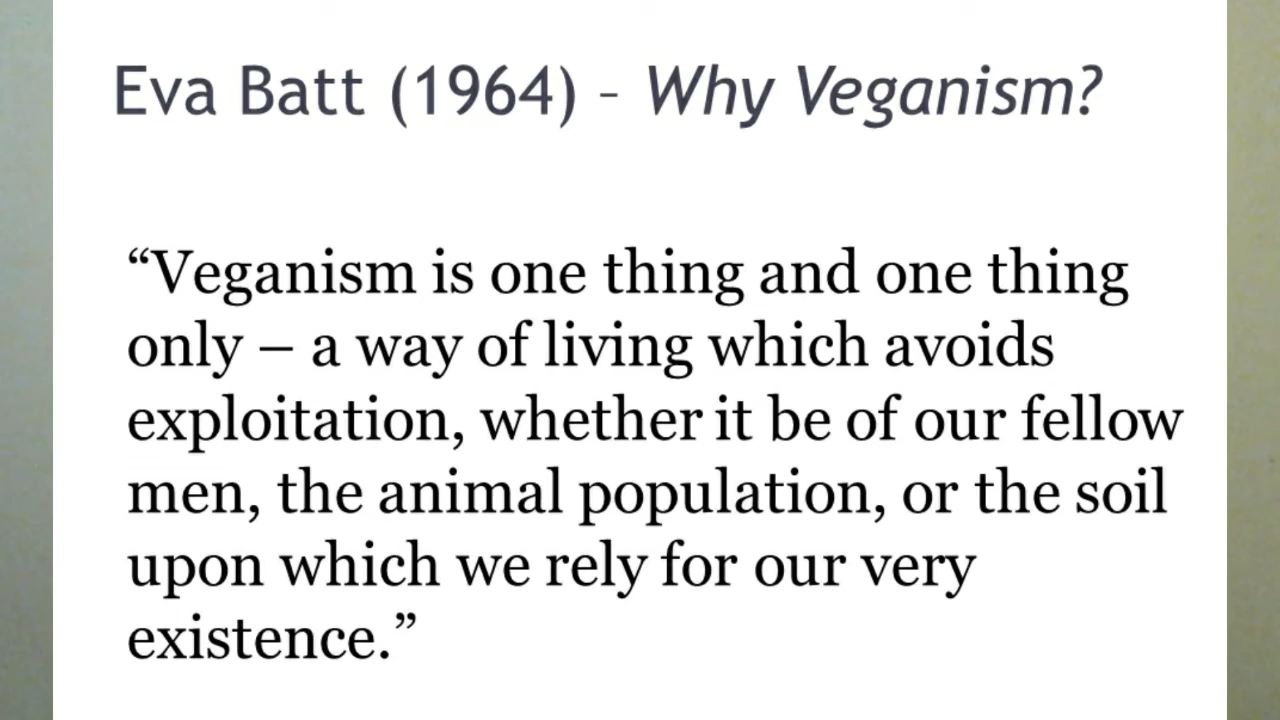 Eva Batt (1964) – Why Veganism?
“Veganism is one thing and one thing
only – a way of living which avoids
exploitation, whether it be of our fellow
men, the animal population, or the soil
upon which we rely for our very
existence.”